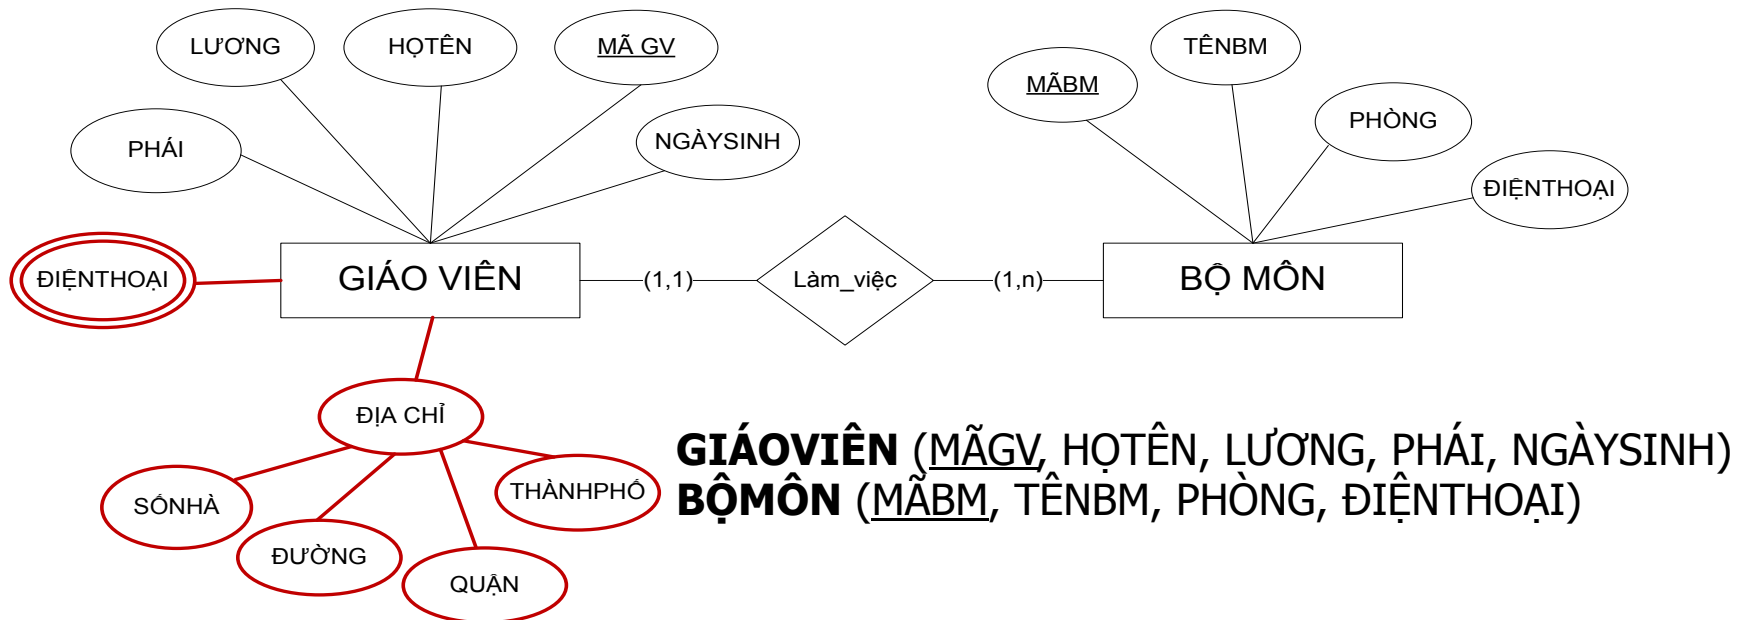 LƯƠNG
HỌTÊN
MÃ GV
TÊNBM
MÃBM
PHÁI
NGÀYSINH
PHÒNG
ĐIỆNTHOẠI
ĐIỆNTHOẠI
GIÁO VIÊN
(1,1)
Làm_việc
(1,n)
BỘ MÔN
ĐỊA CHỈ
SỐNHÀ
THÀNHPHỐ
ĐƯỜNG
QUẬN
GIÁOVIÊN (MÃGV, HỌTÊN, LƯƠNG, PHÁI, NGÀYSINH)
BỘMÔN (MÃBM, TÊNBM, PHÒNG, ĐIỆNTHOẠI)